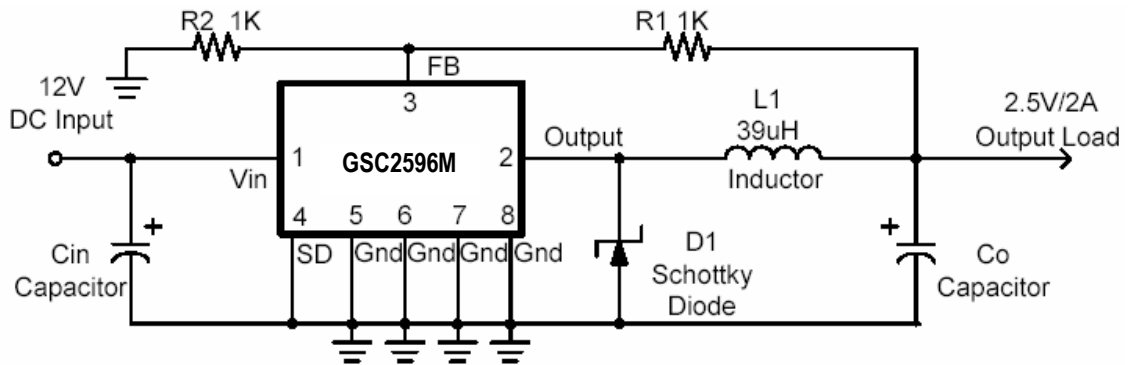 R2 1K
R1 1K
FB
12V
DC Input
3
L1
39uH
2.5V/2A
Output Load
Output
1
GSC2596M
2
Vin
Inductor
4
5
6
7
8
+
+
SD
Gnd
Gnd
Gnd
Gnd
Cin
Capacitor
D1
Schottky
Diode
Co
Capacitor